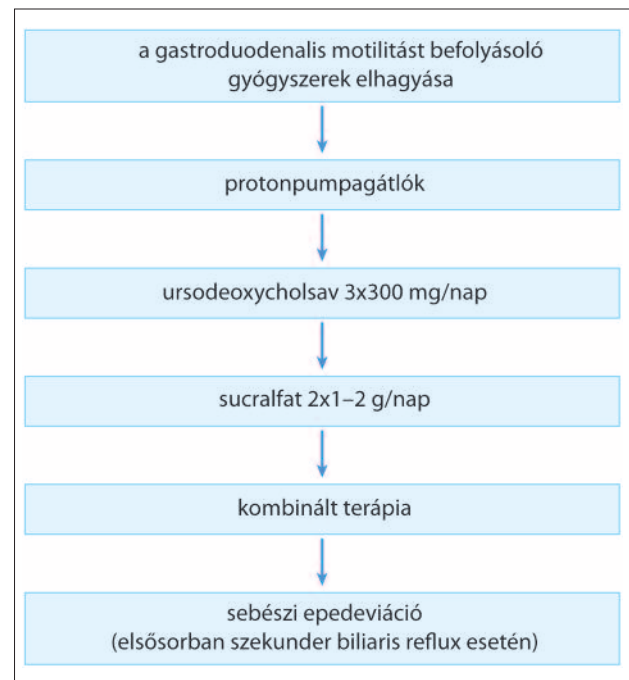 a gastroduodenalis motilitást befolyásoló
gyógyszerek elhagyása
protonpumpagátlók
ursodeoxycholsav 3x300 mg/nap
sucralfat 2x1–2 g/nap
kombinált terápia
sebészi epedeviáció
(elsősorban szekunder biliaris reflux esetén)